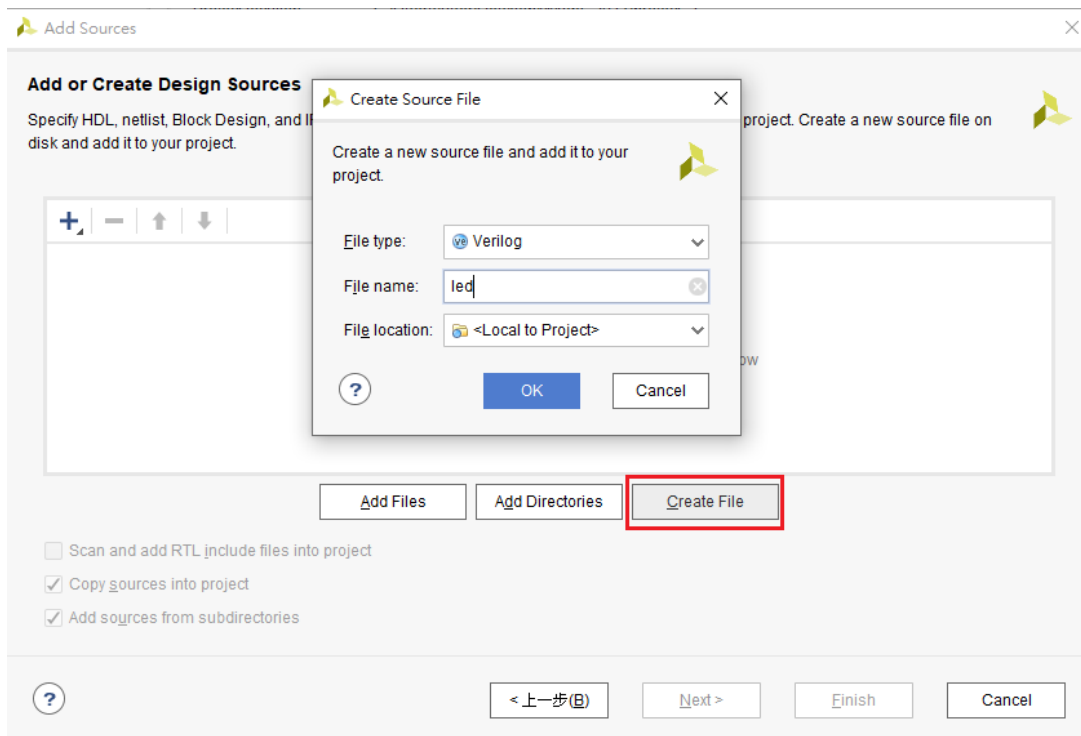 Add Sources
Add or Create Design Sources
Specify HDL, netlist, Block Design, and
project. Create a new source file on
disk and add it to your project.
Create Source File
Create a new source file and add it to your
project.
File type:
Verilog
File name:
led
File location:
<Local to Project>
?
OK
Cancel
Add Files
Add Directories
Create File
Scan and add RTL include files into project
Copy sources into project
Add sources from subdirectories
?
<上一步(B)
Next >
Finish
Cancel